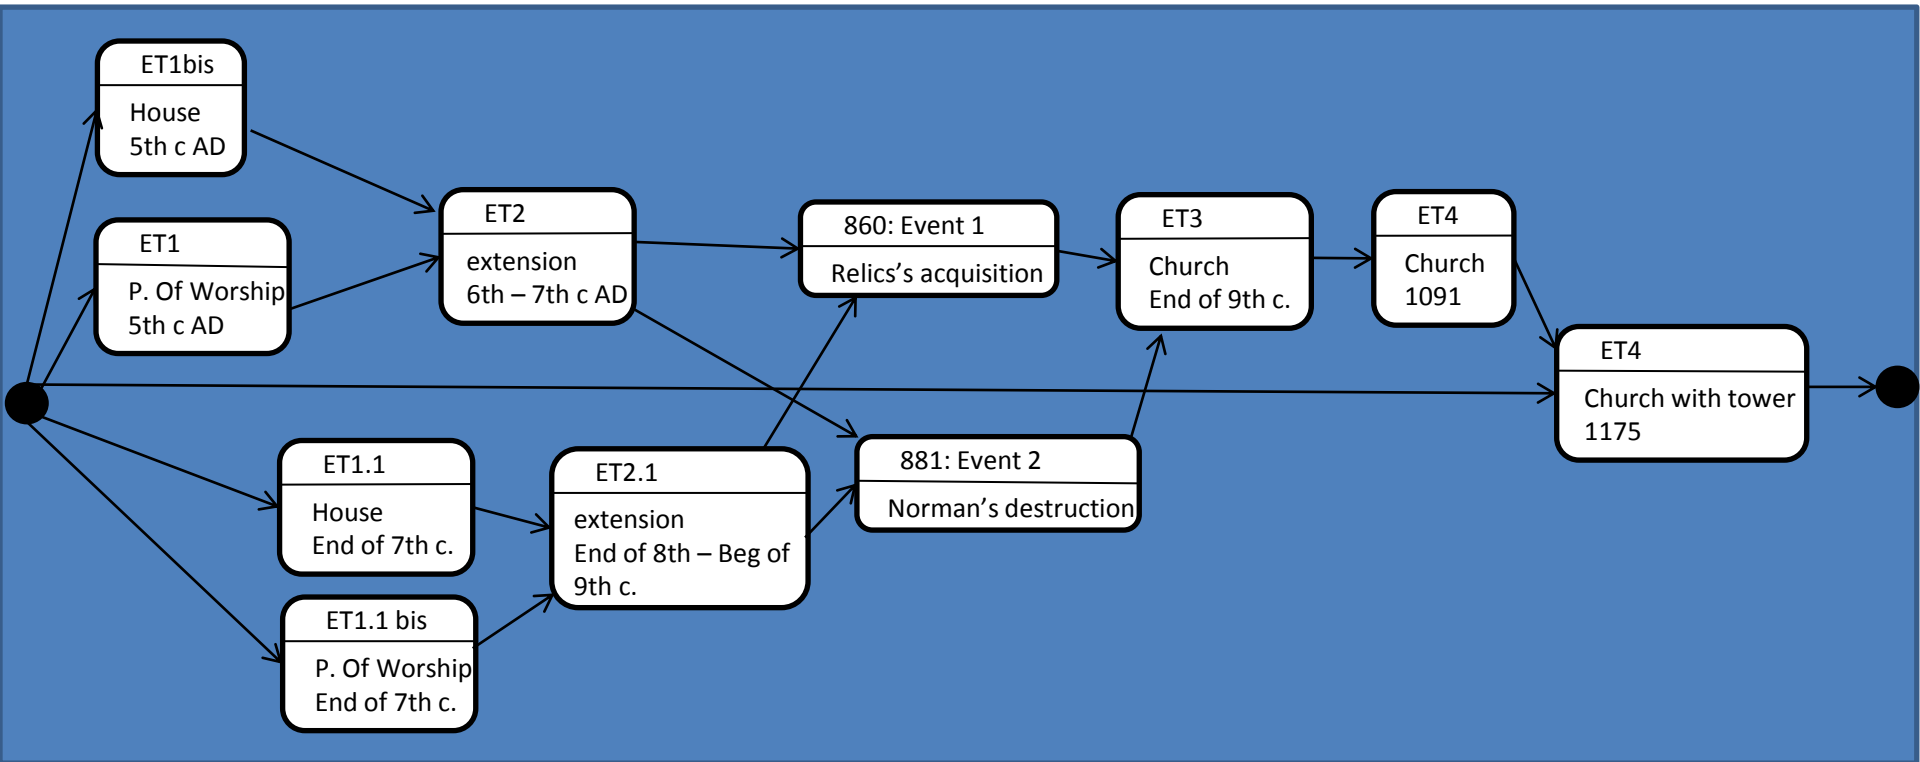 ET1bis
House
5th c AD
ET1
P. Of Worship
5th c AD
ET2
extension
6th – 7th c AD
860: Event 1
Relics’s acquisition
ET3
Church
End of 9th c.
ET4
Church
1091
ET4
Church with tower
1175
ET1.1
House
End of 7th c.
ET2.1
extension
End of 8th – Beg of
9th c.
881: Event 2
Norman’s destruction
ET1.1 bis
P. Of Worship
End of 7th c.